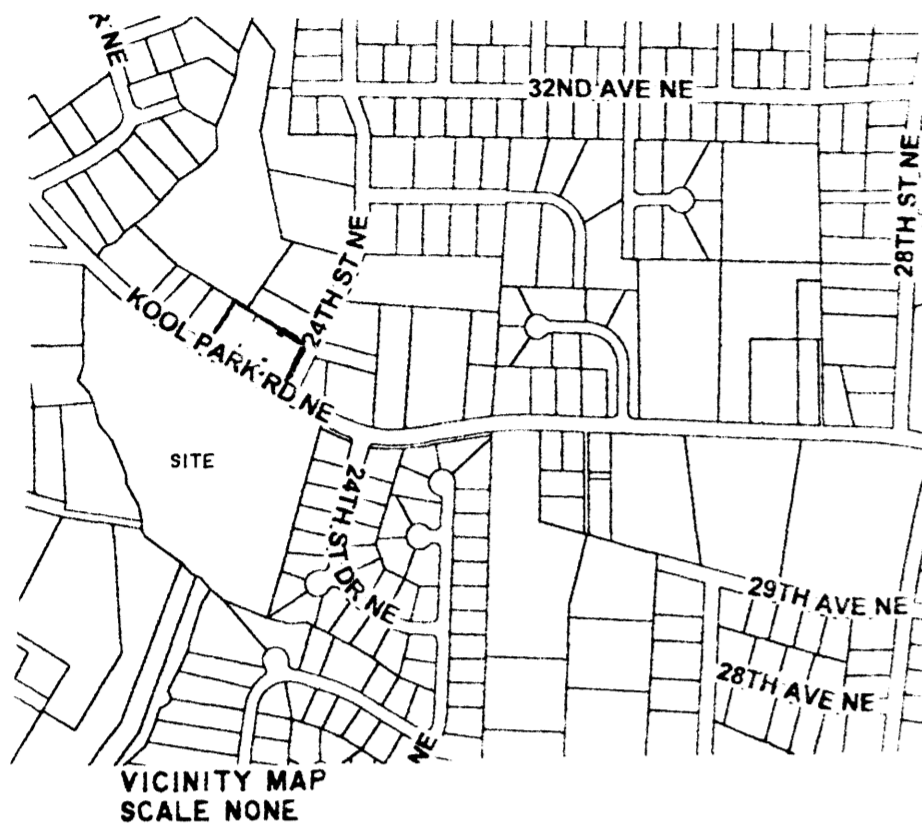 NE
32ND AVE NE
28TH ST NE
24TH ST NE
KOOL PARK RD NE
SITE
24TH ST DR NE
29TH AVE NE
28TH AVE NE
NE
VICINITY MAP
SCALE NONE